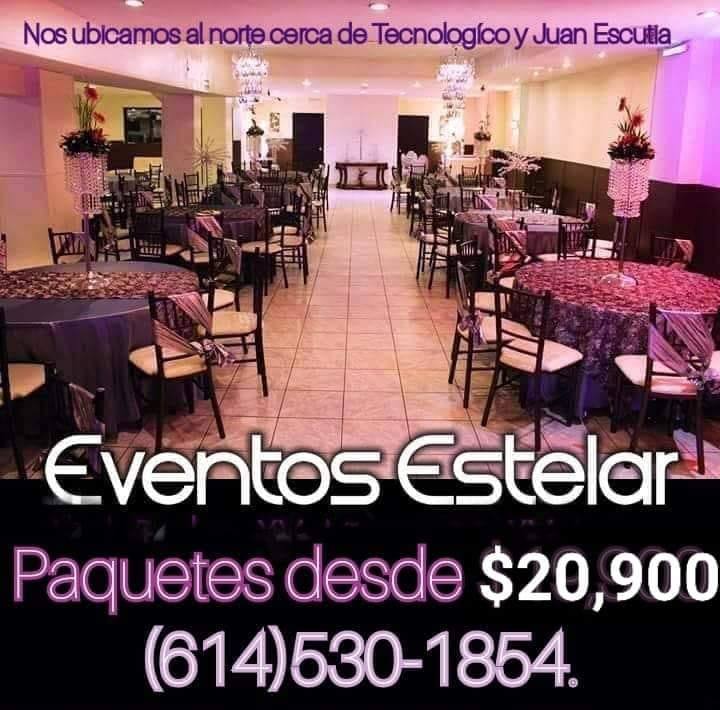 Nos ubicamos al norte cerca de Tecnologíco y Juan Escutia
Eventos Estelar
Paquetes desde $20,900
(614)530-1854.